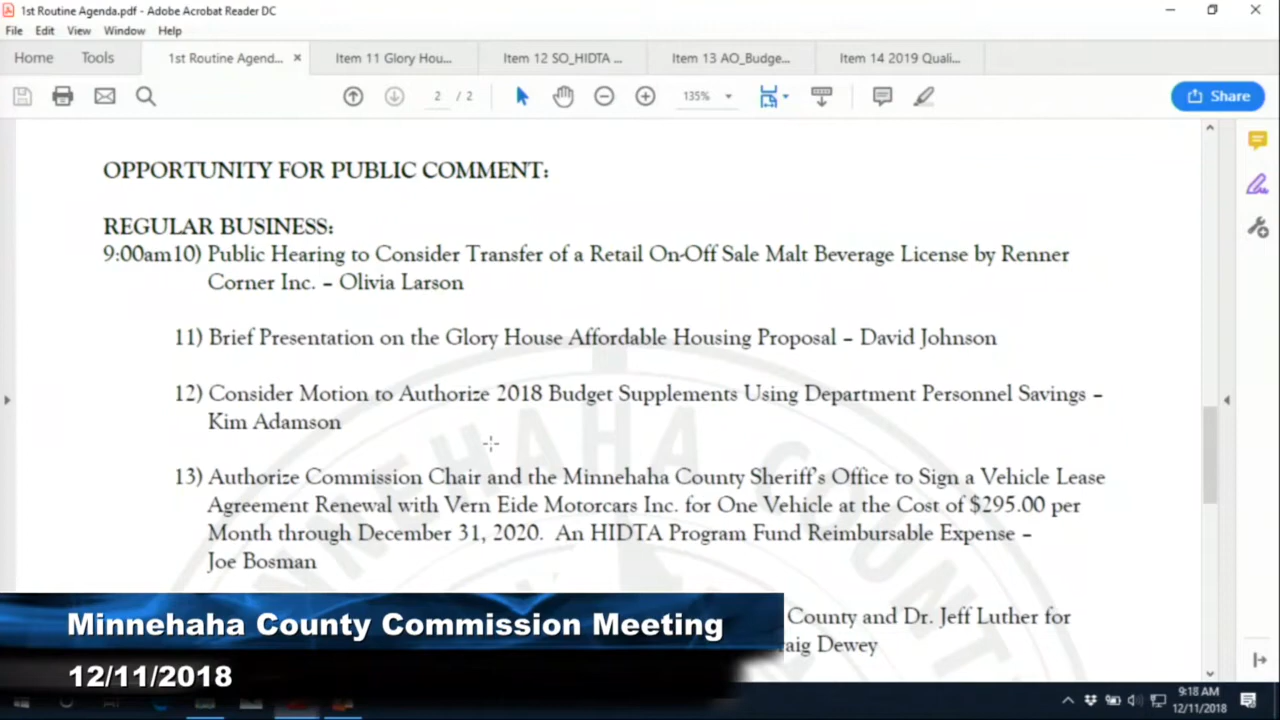 1st Routine Agenda.pdf - Adobe Acrobat Reader DC
File Edit View Window Help
Home Tools 1st Routine Agend... × Item 11 Glory Hou... Item 12 SO_HIDTA ... Item 13 AO_Budge... Item 14 2019 Quali...
2 / 2 135% Share
OPPORTUNITY FOR PUBLIC COMMENT:
REGULAR BUSINESS:
9:00am10) Public Hearing to Consider Transfer of a Retail On-Off Sale Malt Beverage License by Renner
Corner Inc. – Olivia Larson
11) Brief Presentation on the Glory House Affordable Housing Proposal – David Johnson
12) Consider Motion to Authorize 2018 Budget Supplements Using Department Personnel Savings –
Kim Adamson
13) Authorize Commission Chair and the Minnehaha County Sheriff's Office to Sign a Vehicle Lease
Agreement Renewal with Vern Eide Motorcars Inc. for One Vehicle at the Cost of $295.00 per
Month through December 31, 2020. An HIDTA Program Fund Reimbursable Expense –
Joe Bosman
County and Dr. Jeff Luther for
Dewey
MINNEHAHA COUNT
Minnehaha County Commission Meeting
12/11/2018
9:18 AM
12/11/2018